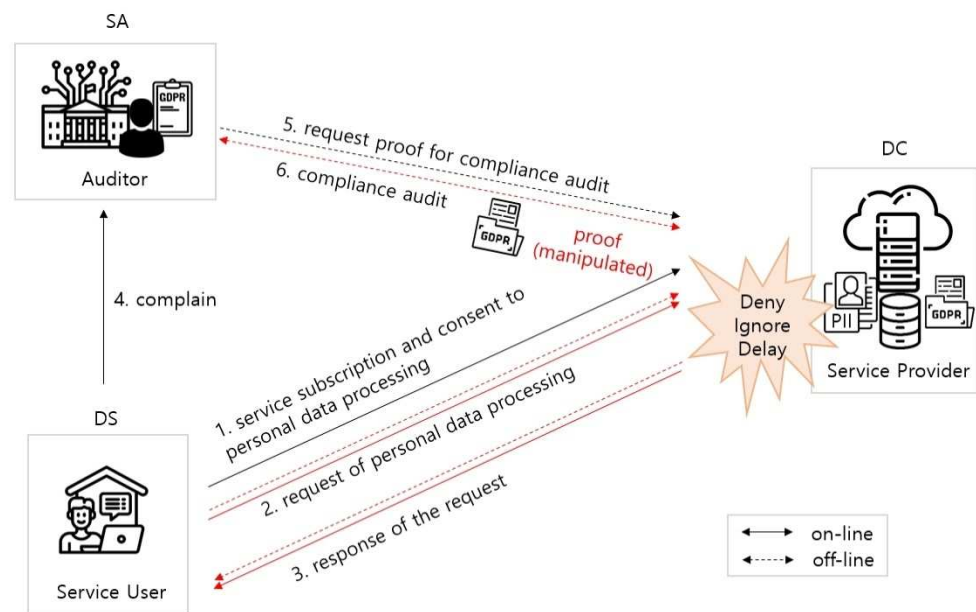 SA
GDPR
Auditor
5. request proof for compliance audit
6. compliance audit
GDPR
proof
(manipulated)
DC
Deny
Ignore
Delay
PII
GDPR
Service Provider
4. complain
1. service subscription and consent to
personal data processing
2. request of personal data processing
3. response of the request
DS
Service User
on-line
off-line